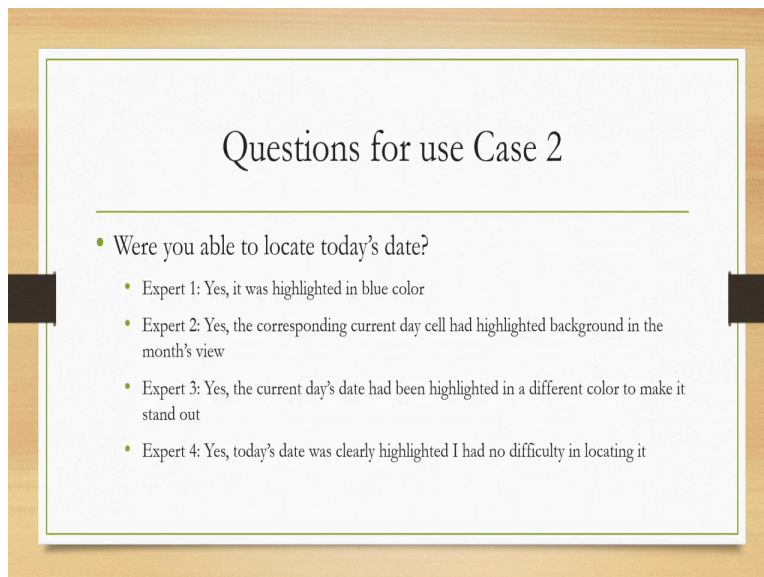 Questions for use Case 2
• Were you able to locate today's date?
• Expert 1: Yes, it was highlighted in blue color
• Expert 2: Yes, the corresponding current day cell had highlighted background in the
month's view
• Expert 3: Yes, the current day's date had been highlighted in a different color to make it
stand out
• Expert 4: Yes, today's date was clearly highlighted I had no difficulty in locating it